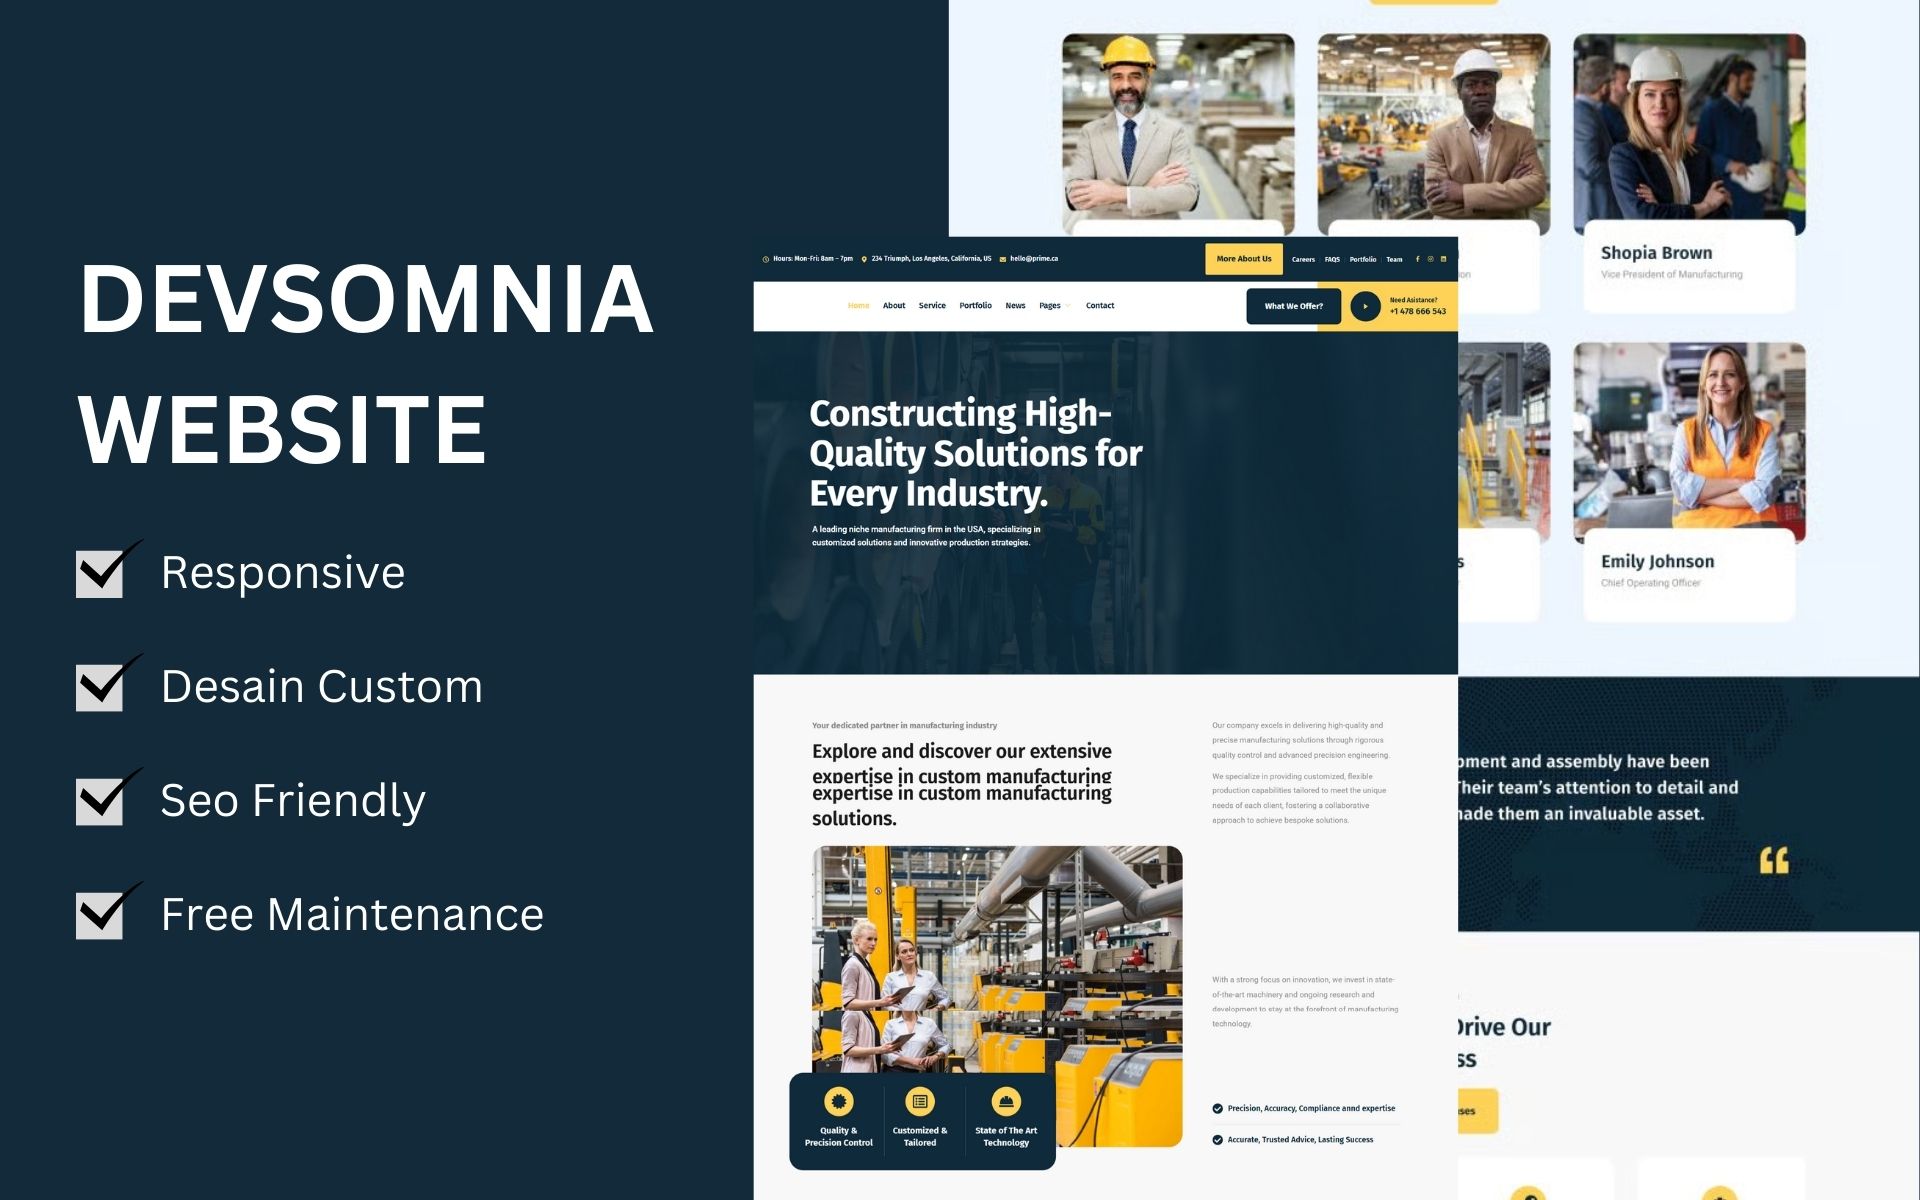 DEVSOMNIA
WEBSITE
Responsive
Desain Custom
Seo Friendly
Free Maintenance
Hours: Mon-Fri: 8am – 7pm
234 Triumph, Los Angeles, California, US
hello@prime.ca
More About Us
Careers
FAQS
Portfolio
Team
Home
About
Service
Portfolio
News
Pages
Contact
What We Offer?
Need Asistance?
+1 478 666 543
Constructing High-
Quality Solutions for
Every Industry.
A leading niche manufacturing firm in the USA, specializing in
customized solutions and innovative production strategies.
Your dedicated partner in manufacturing industry
Explore and discover our extensive
expertise in custom manufacturing
expertise in custom manufacturing
solutions.
Our company excels in delivering high-quality and
precise manufacturing solutions through rigorous
quality control and advanced precision engineering.
We specialize in providing customized, flexible
production capabilities tailored to meet the unique
needs of each client, fostering a collaborative
approach to achieve bespoke solutions.
With a strong focus on innovation, we invest in state-
of-the-art machinery and ongoing research and
development to stay at the forefront of manufacturing
technology.
Precision, Accuracy, Compliance annd expertise
Accurate, Trusted Advice, Lasting Success
Quality &
Precision Control
Customized &
Tailored
State of The Art
Technology
Shopia Brown
Vice President of Manufacturing
Emily Johnson
Chief Operating Officer
and assembly have been
team's attention to detail and
them an invaluable asset.
“
Drive Our